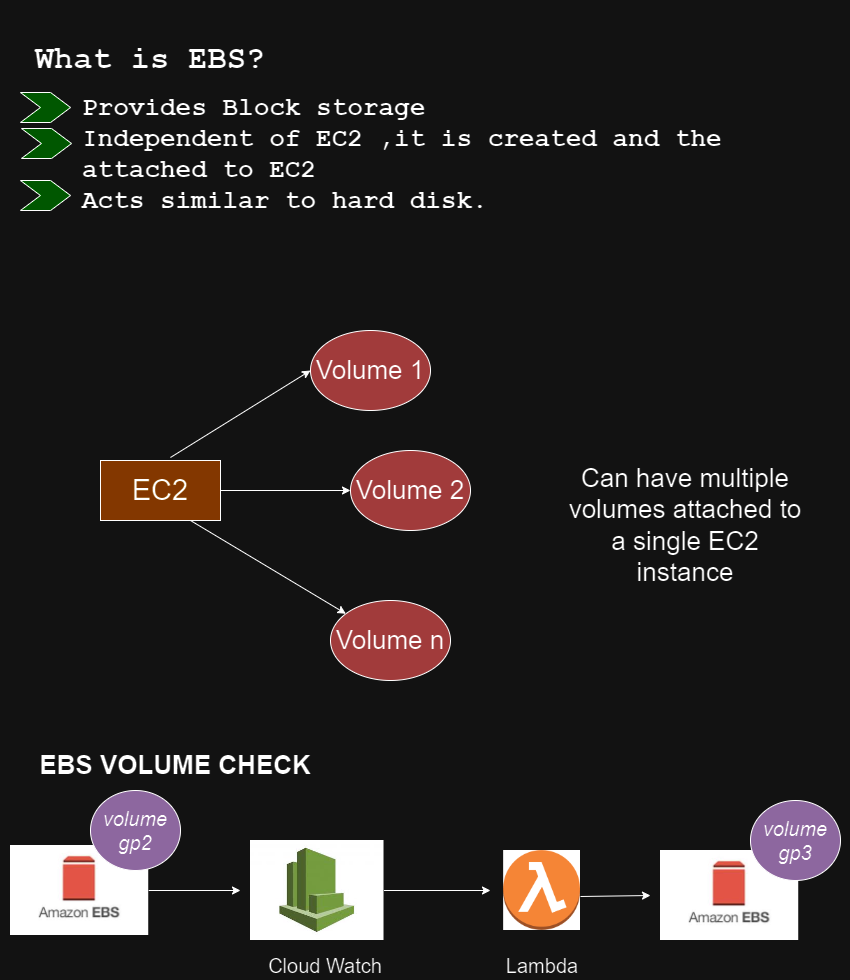 What is EBS?
Provides Block storage
Independent of EC2 ,it is created and the
attached to EC2
Acts similar to hard disk.
Volume 1
EC2
Volume 2
Volume n
Can have multiple
volumes attached to
a single EC2
instance
EBS VOLUME CHECK
volume
gp2
Amazon EBS
Cloud Watch
Lambda
volume
gp3
Amazon EBS